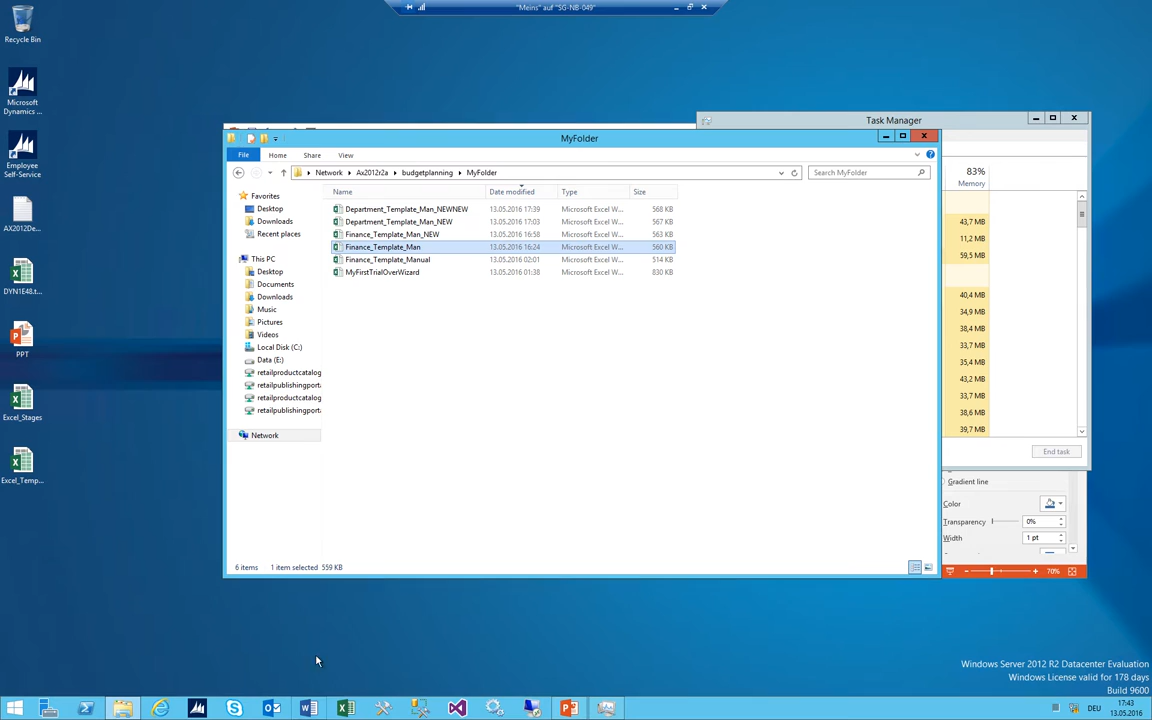 "Meins" auf "SG-NB-049"
Recycle Bin
Microsoft
Dynamics ...
Employee
Self-Service
AX2012De...
DYN1E48.t...
PPT
Excel_Stages
Excel_Temp...
Task Manager
83%
Memory
43,7 MB
11,2 MB
59,5 MB
40,4 MB
34,9 MB
38,4 MB
33,7 MB
35,4 MB
43,2 MB
33,7 MB
38,6 MB
39,7 MB
End task
Gradient line
Color
Transparency 0%
Width 1 pt
70%
MyFolder
File Home Share View
Network Ax2012r2a budgetplanning MyFolder
Search MyFolder
Name Date modified Type Size
Department_Template_Man_NEWNEW 13.05.2016 17:39 Microsoft Excel W... 568 KB
Department_Template_Man_NEW 13.05.2016 17:03 Microsoft Excel W... 567 KB
Finance_Template_Man_NEW 13.05.2016 16:58 Microsoft Excel W... 563 KB
Finance_Template_Man 13.05.2016 16:24 Microsoft Excel W... 560 KB
Finance_Template_Manual 13.05.2016 02:01 Microsoft Excel W... 514 KB
MyFirstTrialOverWizard 13.05.2016 01:38 Microsoft Excel W... 830 KB
Favorites
Desktop
Downloads
Recent places
This PC
Desktop
Documents
Downloads
Music
Pictures
Videos
Local Disk (C:)
Data (E:)
retailproductcatalog
retailpublishingporta
retailproductcatalog
retailpublishingporta
Network
6 items 1 item selected 559 KB
Windows Server 2012 R2 Datacenter Evaluation
Windows License valid for 178 days
Build 9600
DEU
17:43
13.05.2016